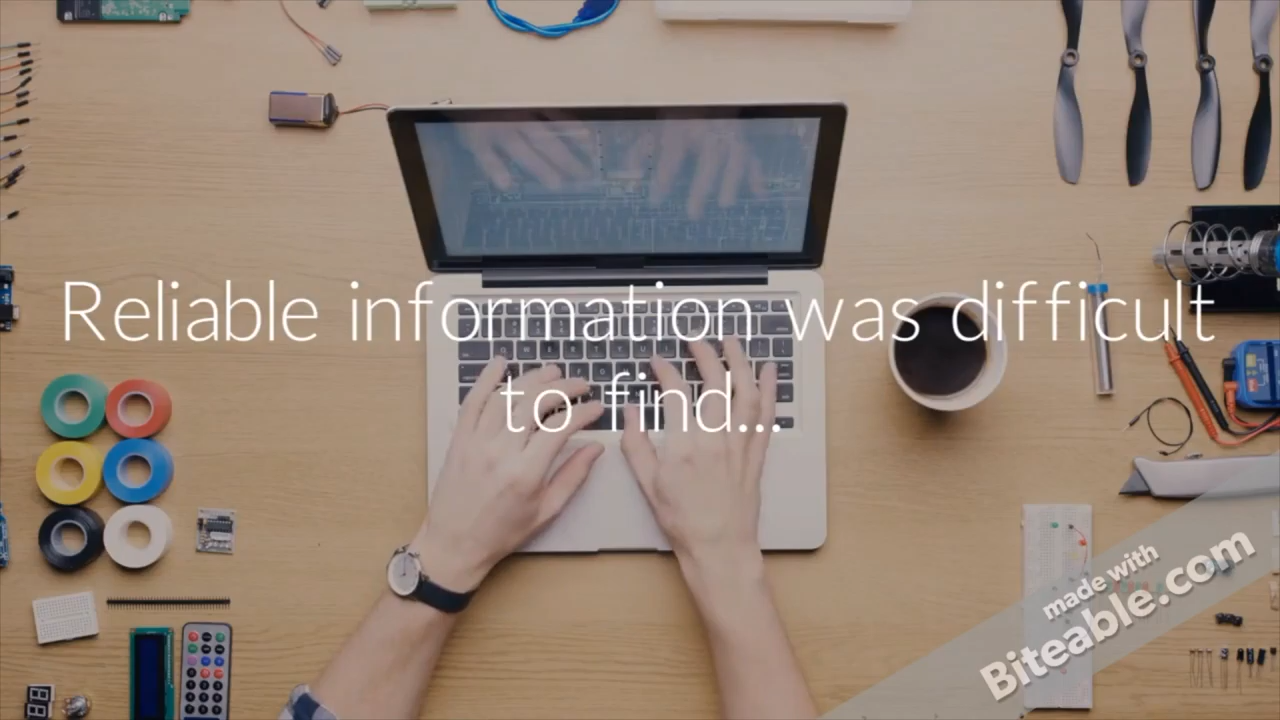 Reliable information was difficult
to find...
made with
Biteable.com